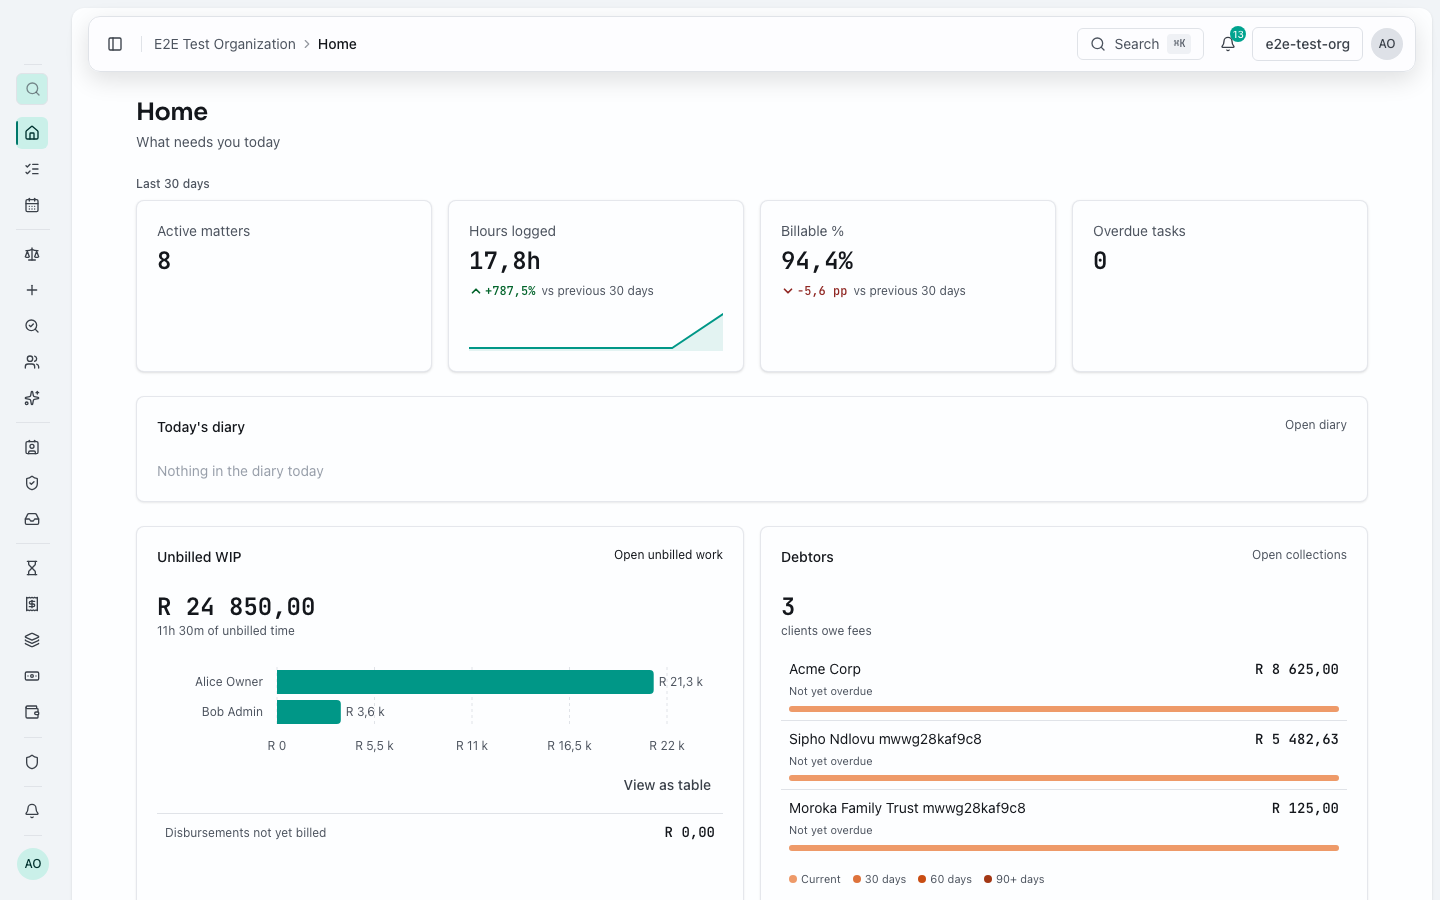 E2E Test Organization > Home
Search ⌘K
13
e2e-test-org
AO
Home
What needs you today
Last 30 days
Active matters
8
Hours logged
17,8h
+787,5% vs previous 30 days
Billable %
94,4%
-5,6 pp vs previous 30 days
Overdue tasks
0
Today's diary
Open diary
Nothing in the diary today
Unbilled WIP
Open unbilled work
R 24 850,00
11h 30m of unbilled time
Alice Owner
R 21,3 k
Bob Admin
R 3,6 k
R 0
R 5,5 k
R 11 k
R 16,5 k
R 22 k
View as table
Disbursements not yet billed
R 0,00
Debtors
Open collections
3
clients owe fees
Acme Corp
R 8 625,00
Not yet overdue
Sipho Ndlovu mwwg28kaf9c8
R 5 482,63
Not yet overdue
Moroka Family Trust mwwg28kaf9c8
R 125,00
Not yet overdue
Current
30 days
60 days
90+ days
AO